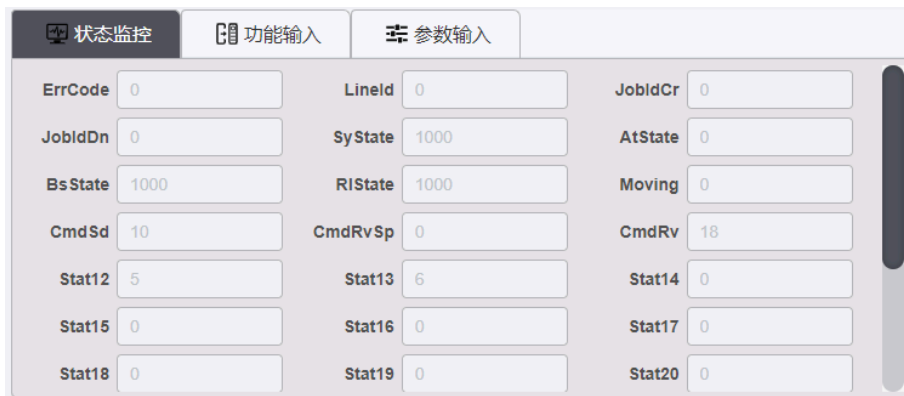 状态监控 功能输入 参数输入
ErrCode 0 LineId 0 JobIdCr 0
JobIdDn 0 SyState 1000 AtState 0
BsState 1000 RlState 1000 Moving 0
CmdSd 10 CmdRvSp 0 CmdRv 18
Stat12 5 Stat13 6 Stat14 0
Stat15 0 Stat16 0 Stat17 0
Stat18 0 Stat19 0 Stat20 0